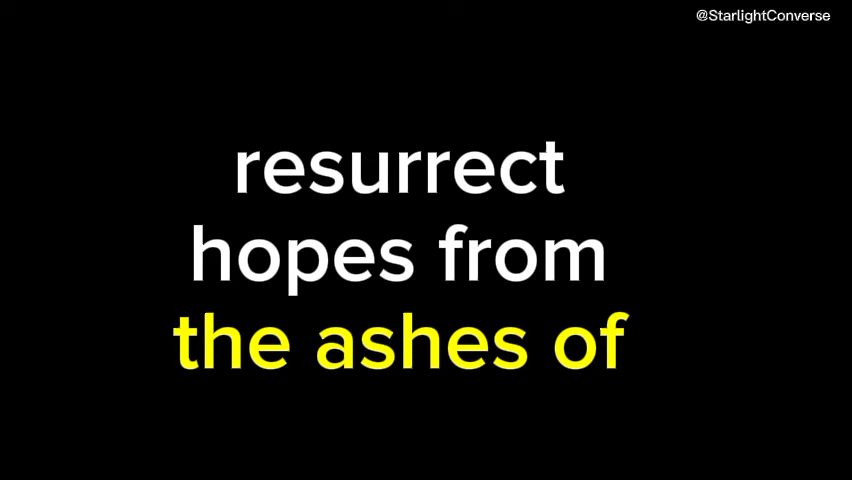 @StarlightConverse
resurrect
hopes from
the ashes of